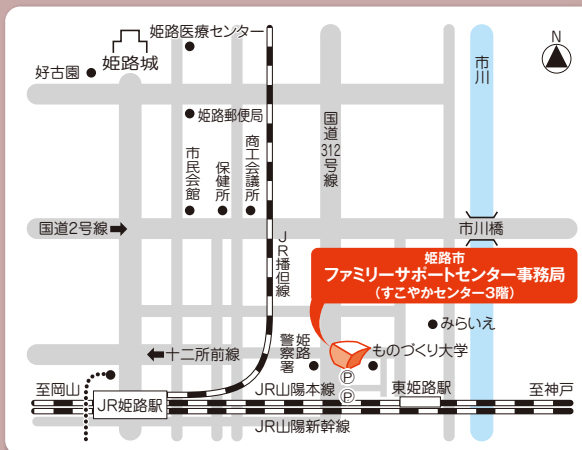 姫路医療センター
N
姫路城
好古園
市川
姫路郵便局
国道312号線
商工会議所
市民会館
保健所
国道2号線
市川橋
JR播但線
姫路市
ファミリーサポートセンター事務局
(すこやかセンター3階)
みらいえ
姫路警察署
ものづくり大学
十二所前線
P
P
至岡山
JR姫路駅
JR山陽本線
東姫路駅
至神戸
JR山陽新幹線